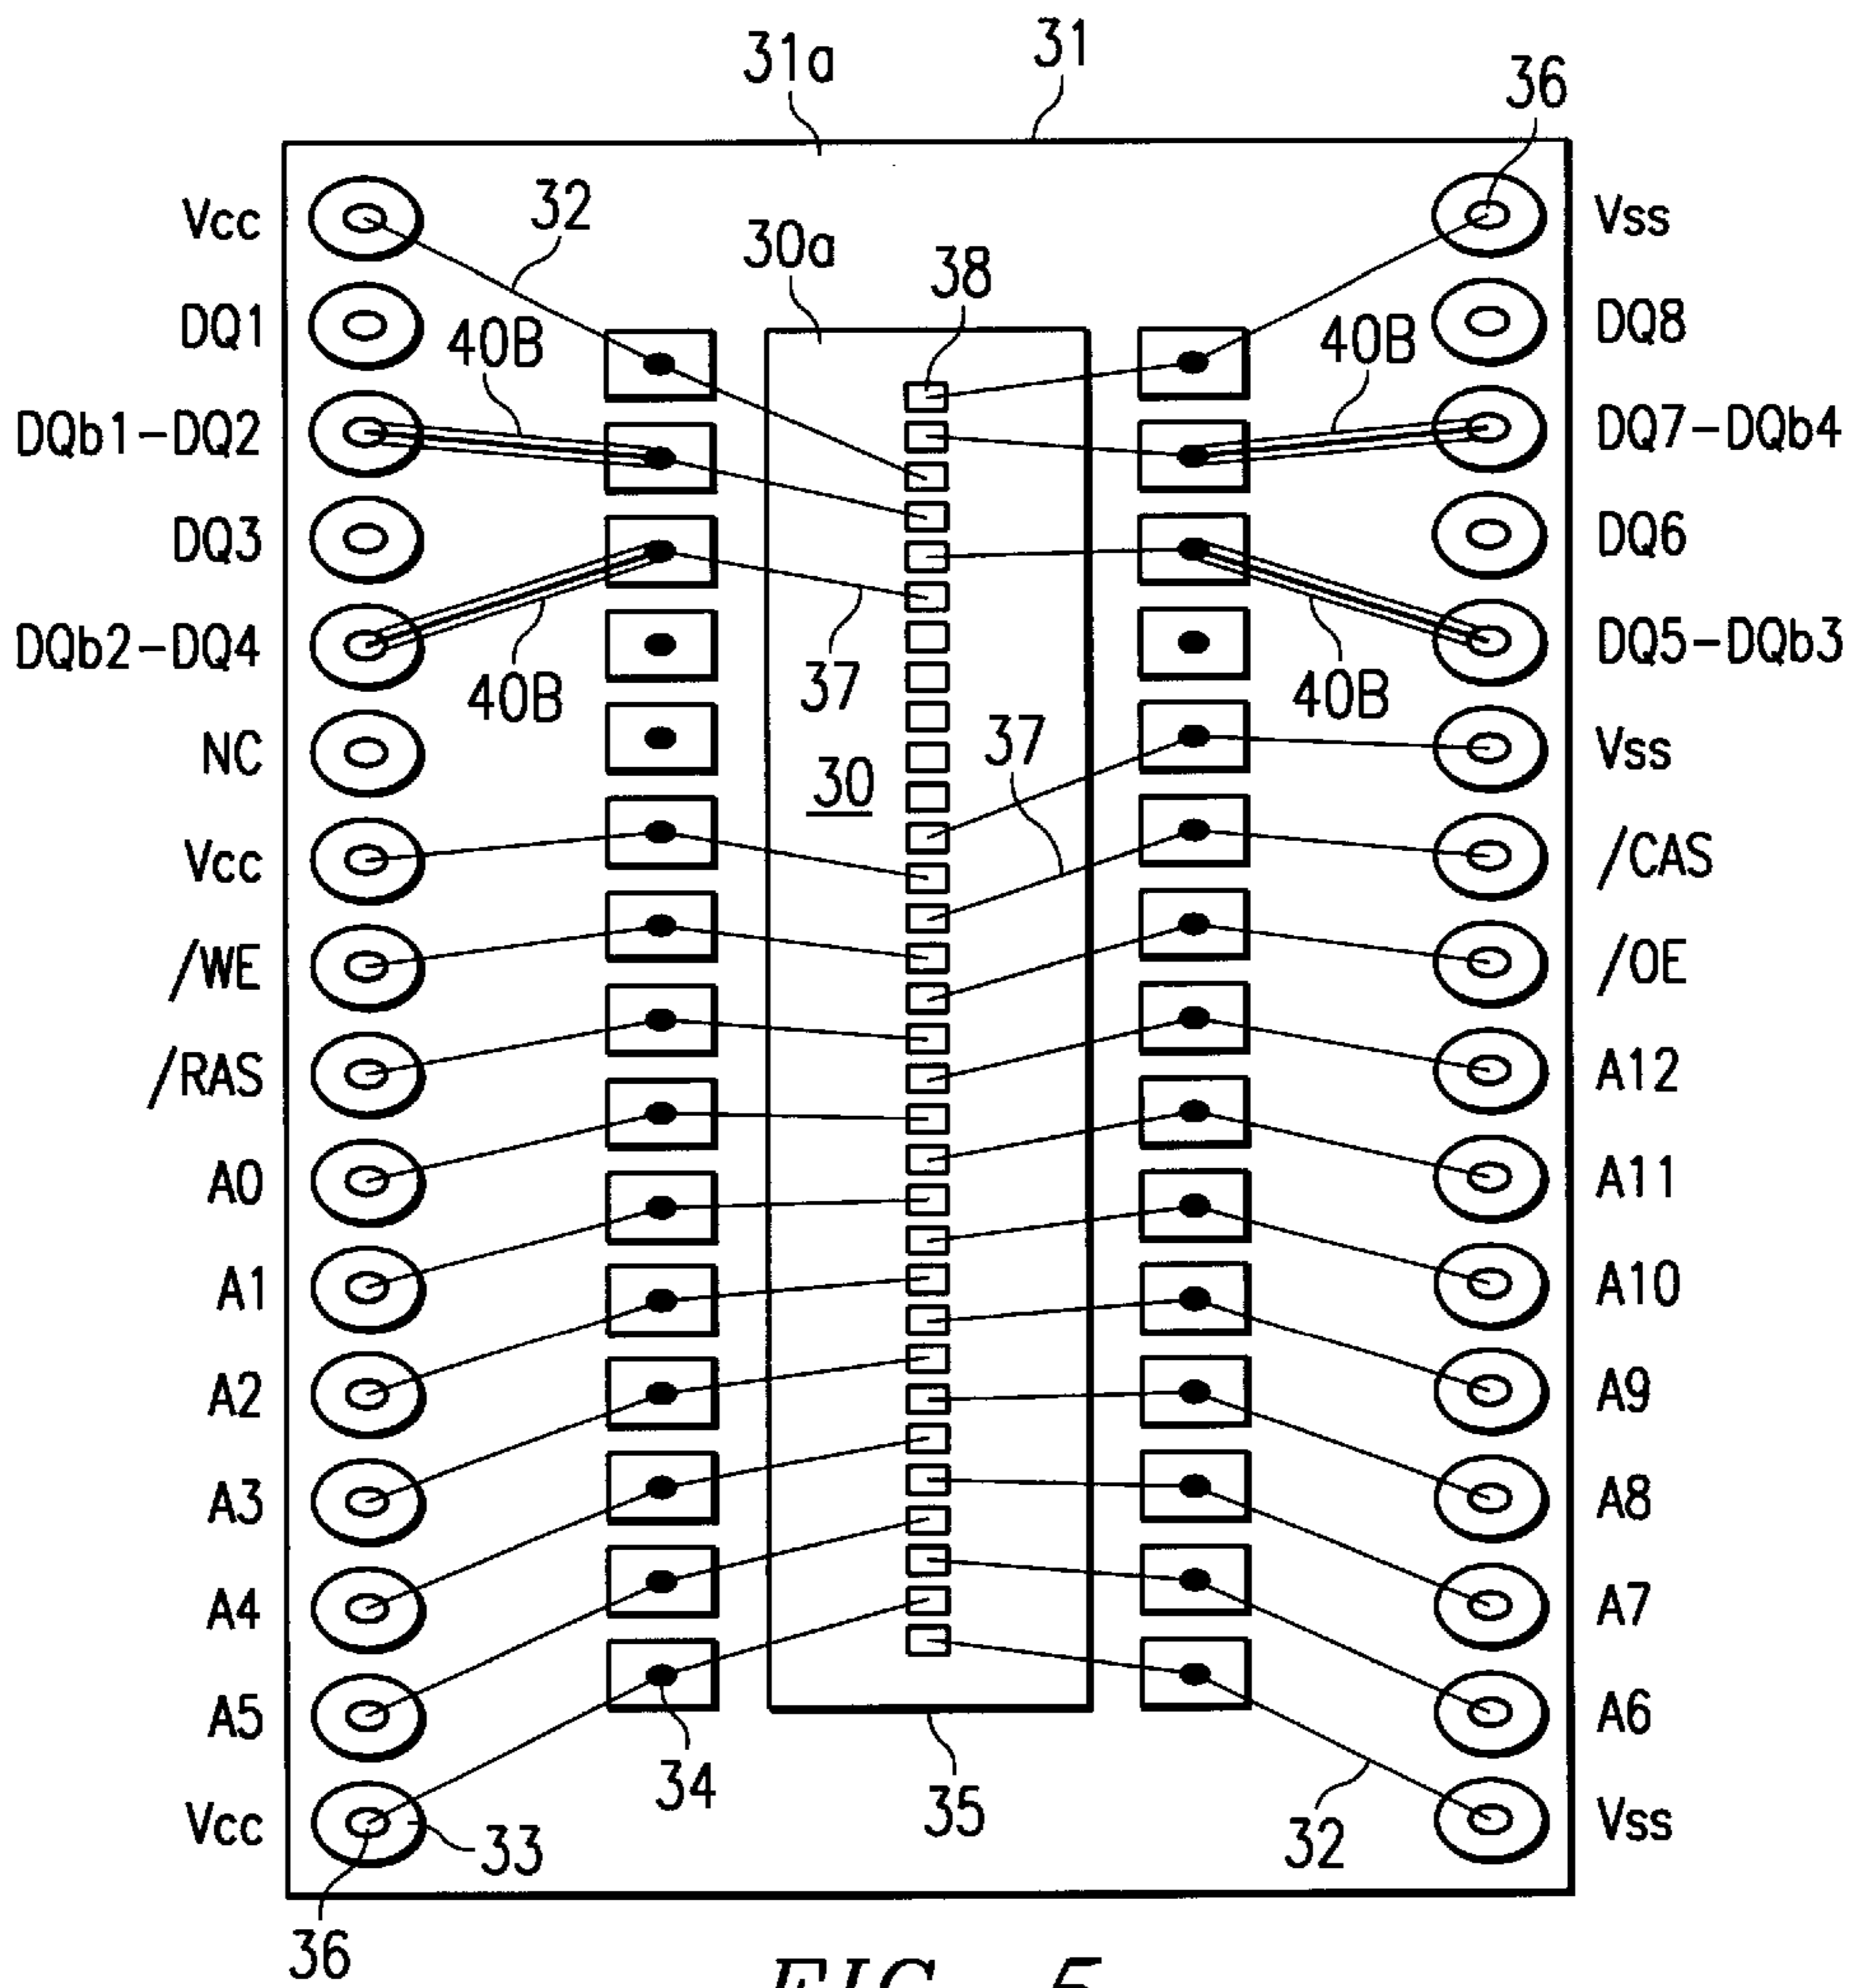 31a
31
36
Vcc
32
30a
38
Vss
DQ1
40B
40B
DQ8
DQb1-DQ2
DQ7-DQb4
DQ3
DQ6
DQb2-DQ4
40B
37
37
40B
DQ5-DQb3
NC
30
Vss
Vcc
/CAS
/WE
/OE
/RAS
A12
A0
A11
A1
A10
A2
A9
A3
A8
A4
A7
A5
34
35
A6
Vcc
33
32
Vss
36
FIG. 5